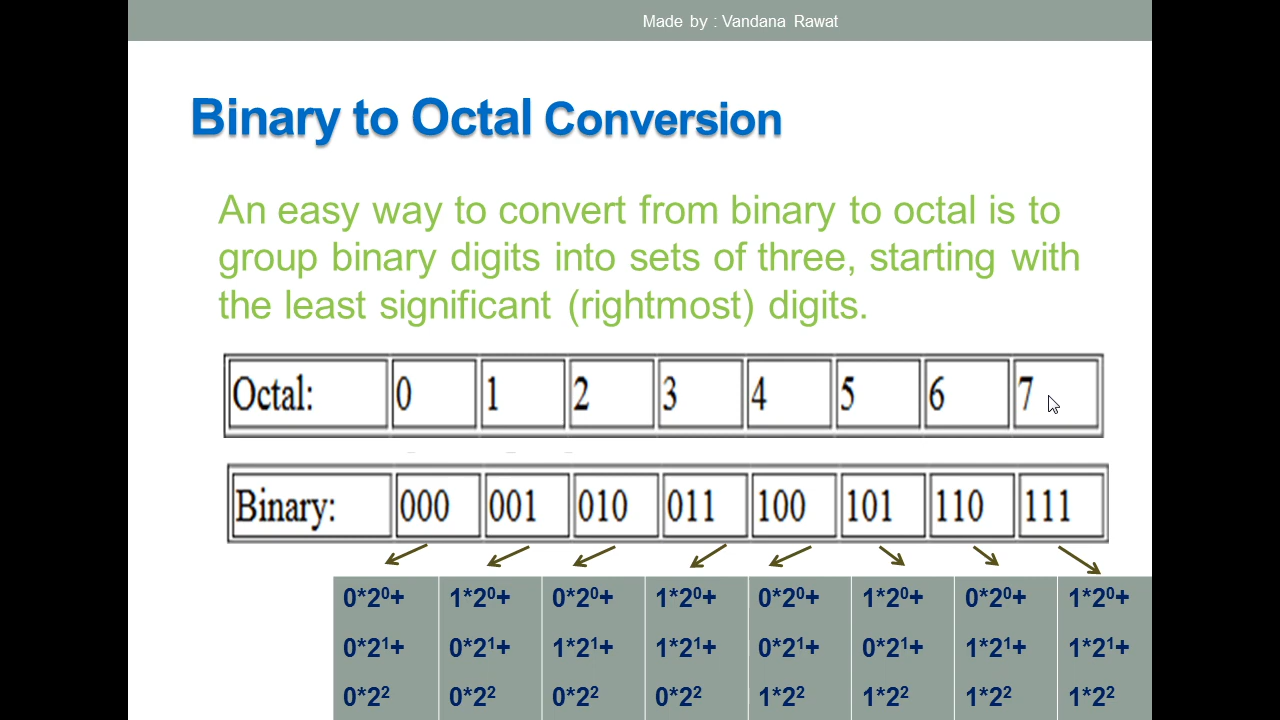 Made by : Vandana Rawat
Binary to Octal Conversion
An easy way to convert from binary to octal is to
group binary digits into sets of three, starting with
the least significant (rightmost) digits.
Octal: 0 1 2 3 4 5 6 7
Binary: 000 001 010 011 100 101 110 111
0*2⁰+ 1*2⁰+ 0*2⁰+ 1*2⁰+ 0*2⁰+ 1*2⁰+ 0*2⁰+ 1*2⁰+
0*2¹+ 0*2¹+ 1*2¹+ 1*2¹+ 0*2¹+ 0*2¹+ 1*2¹+ 1*2¹+
0*2² 0*2² 0*2² 0*2² 1*2² 1*2² 1*2² 1*2²